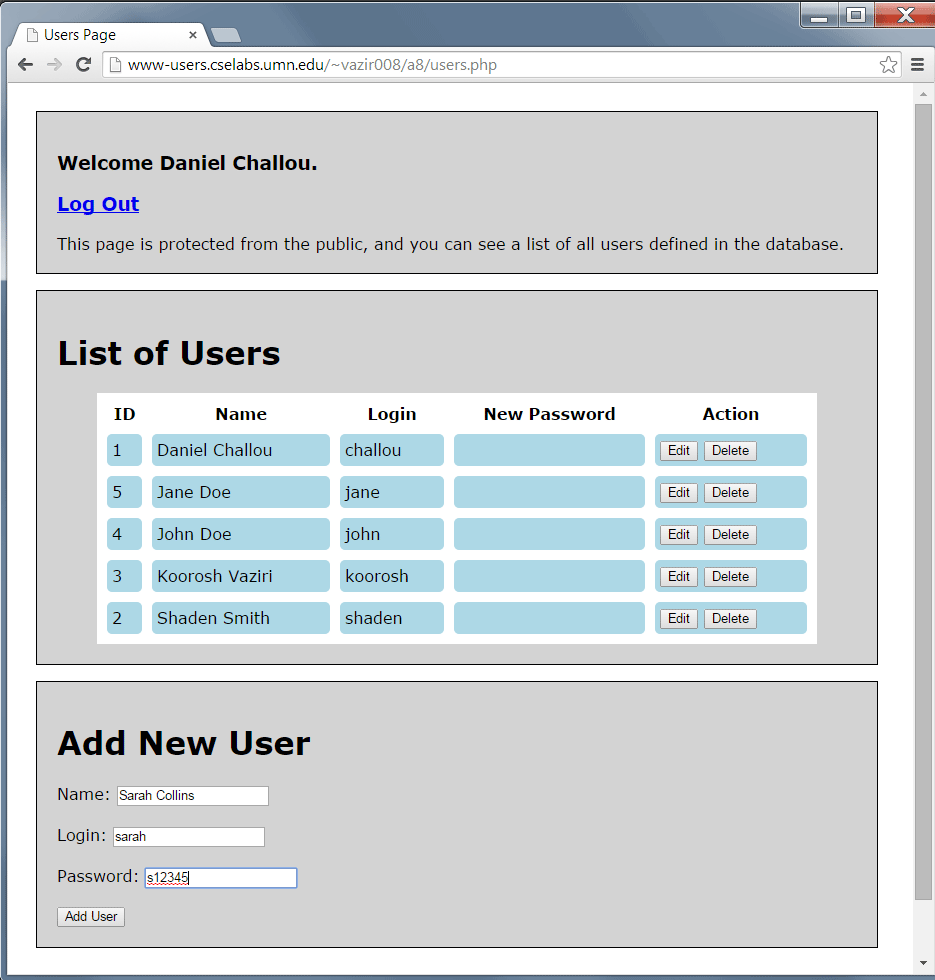 Users Page
www-users.cselabs.umn.edu/~vazir008/a8/users.php
Welcome Daniel Challou.
Log Out
This page is protected from the public, and you can see a list of all users defined in the database.
List of Users
ID Name Login New Password Action
1 Daniel Challou challou Edit Delete
5 Jane Doe jane Edit Delete
4 John Doe john Edit Delete
3 Koorosh Vaziri koorosh Edit Delete
2 Shaden Smith shaden Edit Delete
Add New User
Name: Sarah Collins
Login: sarah
Password: s12345
Add User